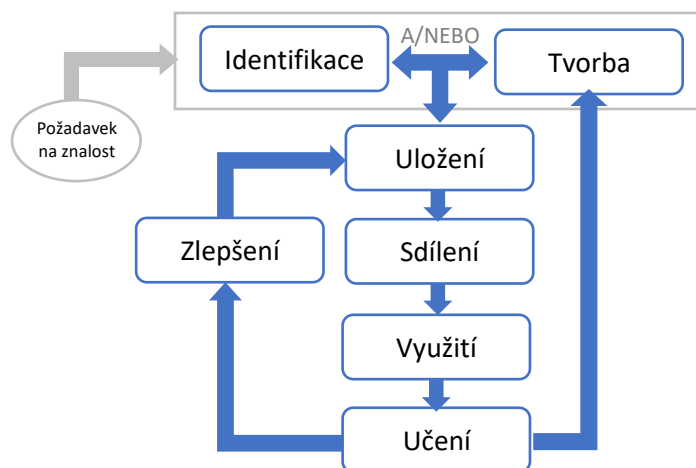 A/NEBO
Identifikace
Tvorba
Požadavek
na znalost
Uložení
Zlepšení
Sdílení
Využití
Učení